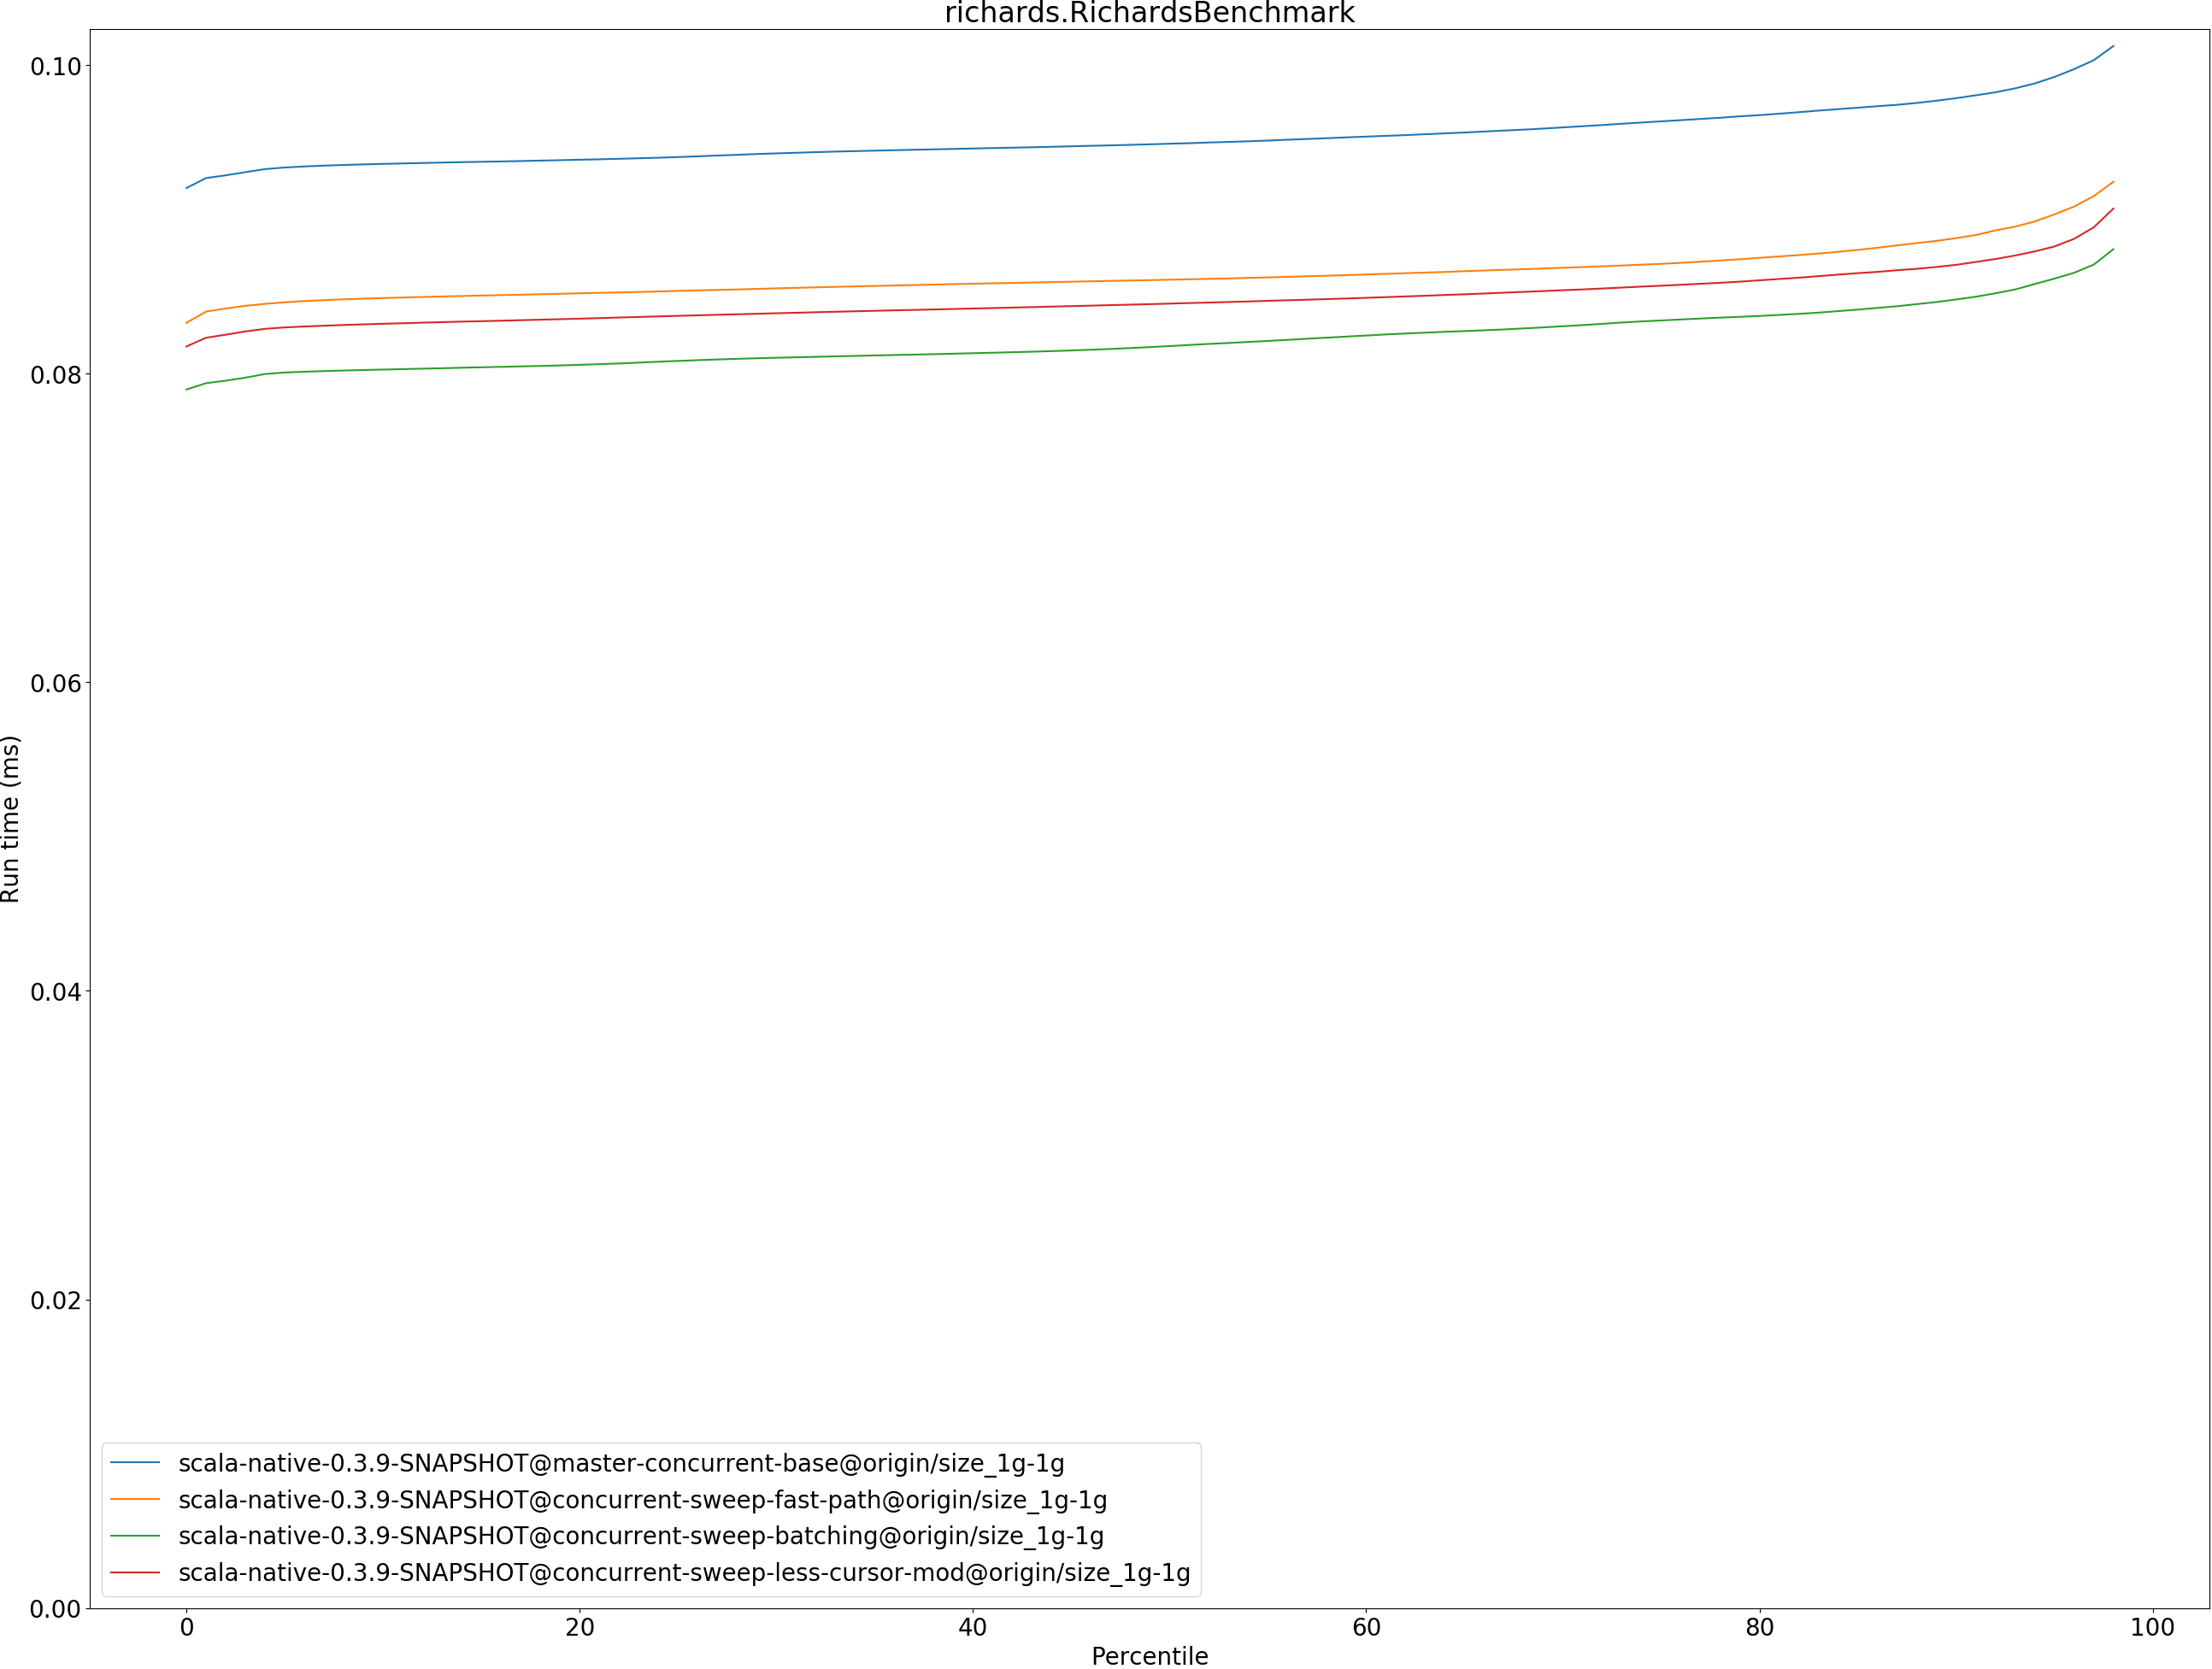 richards.RichardsBenchmark
0.10
0.08
0.06
0.04
0.02
0.00
Run time (ms)
scala-native-0.3.9-SNAPSHOT@master-concurrent-base@origin/size_1g-1g
scala-native-0.3.9-SNAPSHOT@concurrent-sweep-fast-path@origin/size_1g-1g
scala-native-0.3.9-SNAPSHOT@concurrent-sweep-batching@origin/size_1g-1g
scala-native-0.3.9-SNAPSHOT@concurrent-sweep-less-cursor-mod@origin/size_1g-1g
0 20 40 60 80 100
Percentile